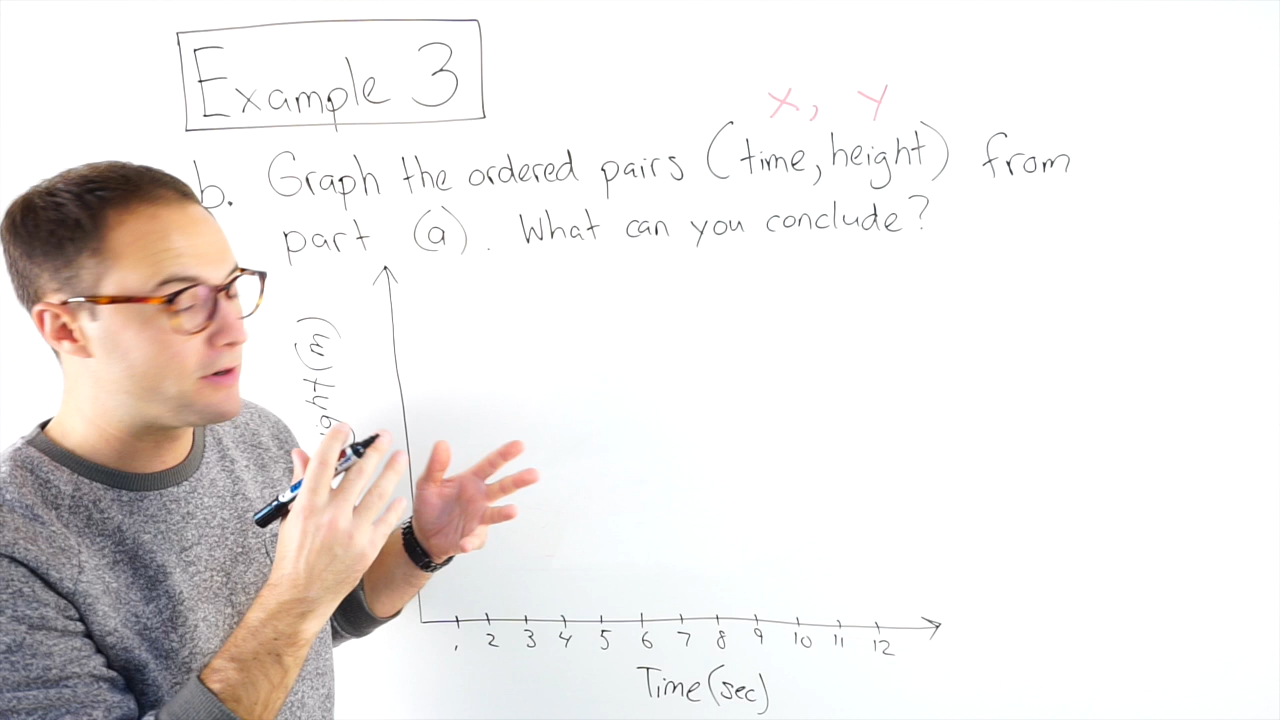 Example 3
x, y
b. Graph the ordered pairs (time, height) from
part (a). What can you conclude?
(m)
2 3 4 5 6 7 8 9 10 11 12
Time (sec)